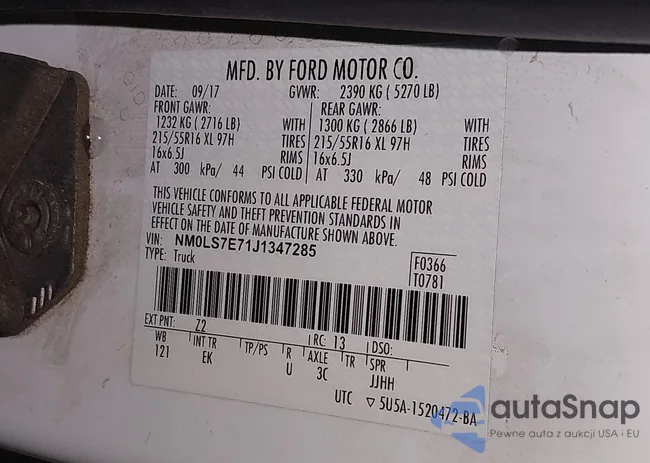 MFD. BY FORD MOTOR CO.
DATE: 09/17 GVWR: 2390 KG ( 5270 LB)
FRONT GAWR: REAR GAWR:
1232 KG ( 2716 LB) WITH 1300 KG ( 2866 LB) WITH
215/55R16 XL 97H TIRES 215/55R16 XL 97H TIRES
16x6.5J RIMS 16x6.5J RIMS
AT 300 kPa/ 44 PSI COLD AT 330 kPa/ 48 PSI COLD
THIS VEHICLE CONFORMS TO ALL APPLICABLE FEDERAL MOTOR
VEHICLE SAFETY AND THEFT PREVENTION STANDARDS IN
EFFECT ON THE DATE OF MANUFACTURE SHOWN ABOVE.
VIN: NM0LS7E71J1347285
TYPE: Truck
F0366
T0781
EXT PNT: Z2 RC: 13 DSO:
WB INT TR TP/PS R AXLE TR SPR
121 EK U 3C JJHH
UTC ▽ 5U5A-1520472-BA
autaSnap
Pewne auta z aukcji USA i EU